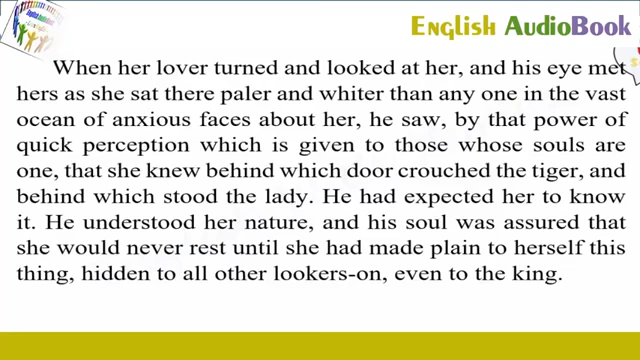 English AudioBook
When her lover turned and looked at her, and his eye met
hers as she sat there paler and whiter than any one in the vast
ocean of anxious faces about her, he saw, by that power of
quick perception which is given to those whose souls are
one, that she knew behind which door crouched the tiger, and
behind which stood the lady. He had expected her to know
it. He understood her nature, and his soul was assured that
she would never rest until she had made plain to herself this
thing, hidden to all other lookers-on, even to the king.